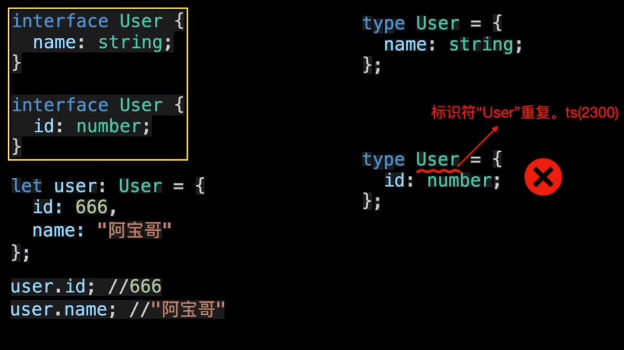 interface User {
  name: string;
}
interface User {
  id: number;
}
let user: User = {
  id: 666,
  name: "阿宝哥"
};
user.id; //666
user.name; //"阿宝哥"
type User = {
  name: string;
};
标识符“User”重复。ts(2300)
type User = {
  id: number;
};